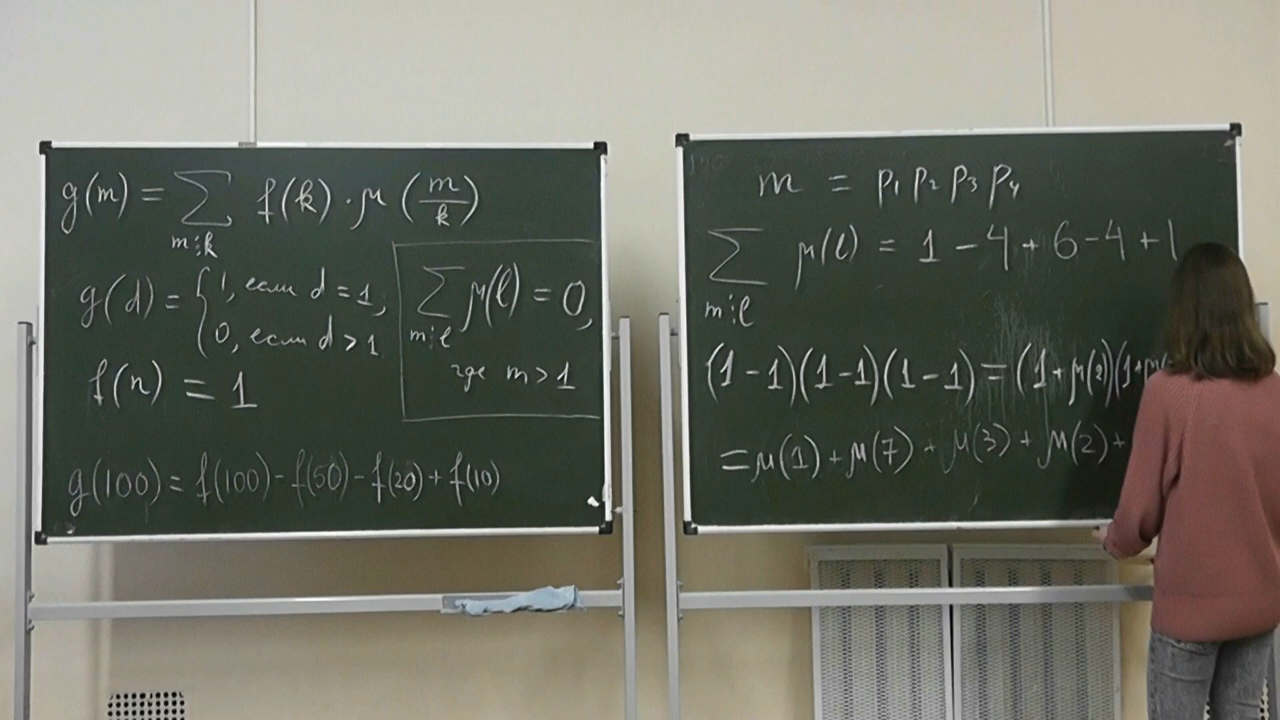 g(m) = ∑ f(k) · μ (m/k)
m⋮k
g(d) = { 1, если d = 1,
0, если d > 1
f(n) = 1
∑ μ(ℓ) = 0,
m⋮ℓ
где m > 1
g(100) = f(100) - f(50) - f(20) + f(10)
m = p₁ p₂ p₃ p₄
∑ μ(ℓ) = 1 - 4 + 6 - 4 + 1
m⋮ℓ
(1-1)(1-1)(1-1) = (1+μ(2))(1+μ
= μ(1) + μ(7) + μ(3) + μ(2) +